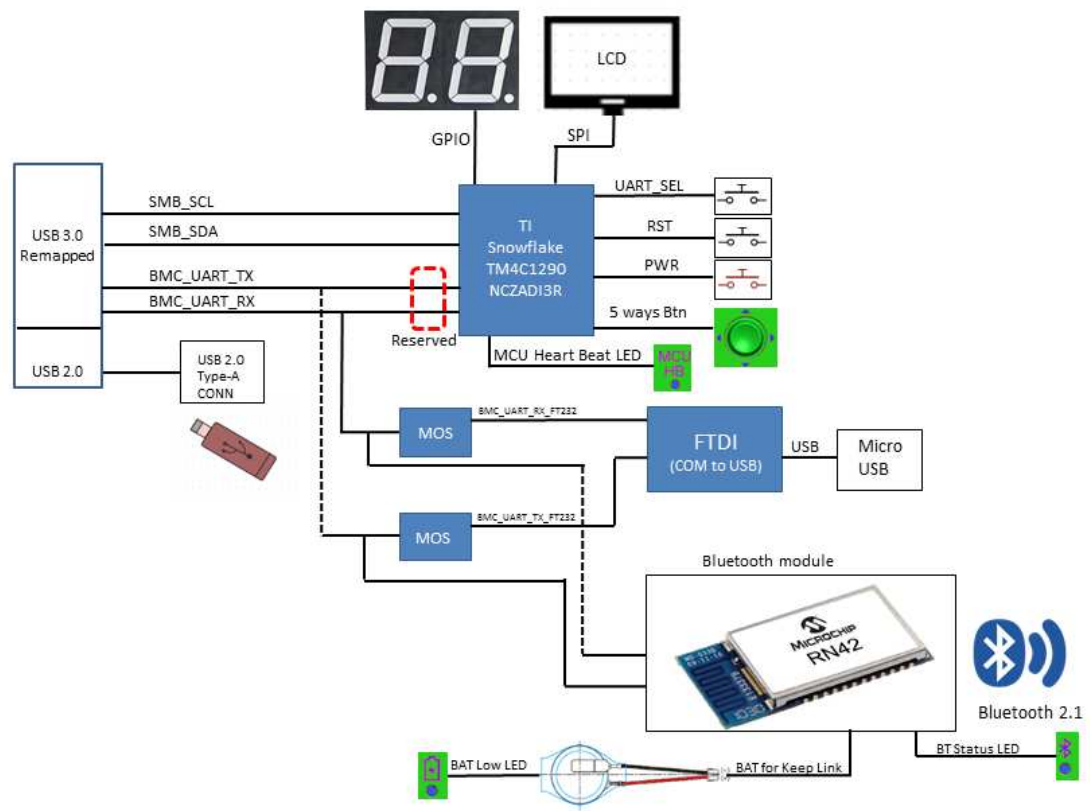 LCD
GPIO
SPI
USB 3.0
Remapped
SMB_SCL
SMB_SDA
BMC_UART_TX
BMC_UART_RX
Reserved
TI
Snowflake
TM4C1290
NCZADI3R
UART_SEL
RST
PWR
5 ways Btn
MCU Heart Beat LED
MCU
HB
USB 2.0
USB 2.0
Type-A
CONN
MOS
BMC_UART_RX_FT232
FTDI
(COM to USB)
USB
Micro
USB
MOS
BMC_UART_TX_FT232
Bluetooth module
MICROCHIP
RN42
Bluetooth 2.1
BT Status LED
BAT Low LED
BAT for Keep Link